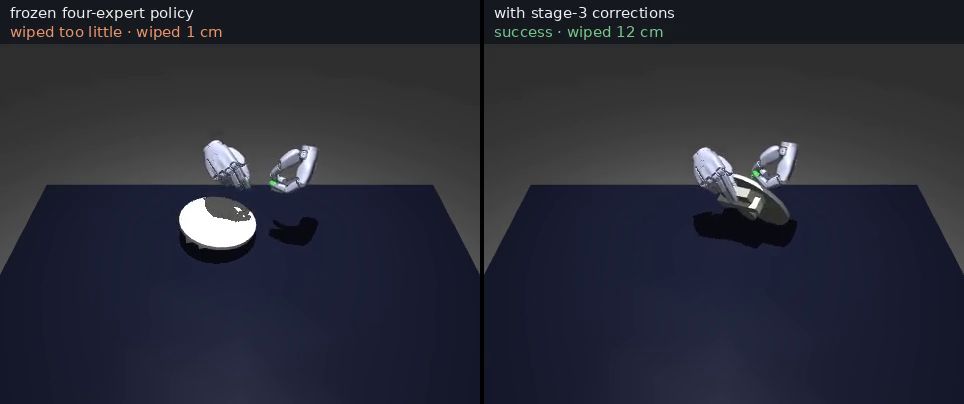 frozen four-expert policy
wiped too little · wiped 1 cm
with stage-3 corrections
success · wiped 12 cm